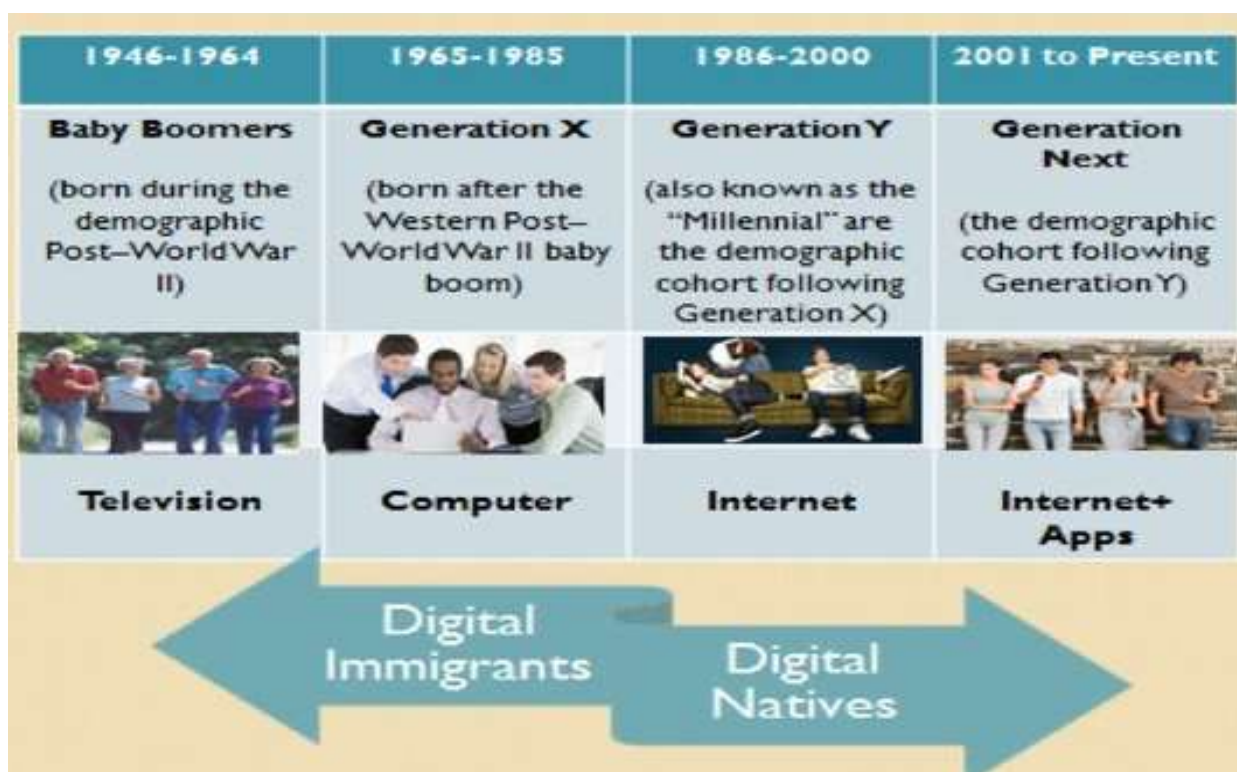 1946-1964
1965-1985
1986-2000
2001 to Present
Baby Boomers
(born during the
demographic
Post–World War
II)
Generation X
(born after the
Western Post–
World War II baby
boom)
Generation Y
(also known as the
“Millennial” are
the demographic
cohort following
Generation X)
Generation
Next
(the demographic
cohort following
Generation Y)
Television
Computer
Internet
Internet+
Apps
Digital
Immigrants
Digital
Natives